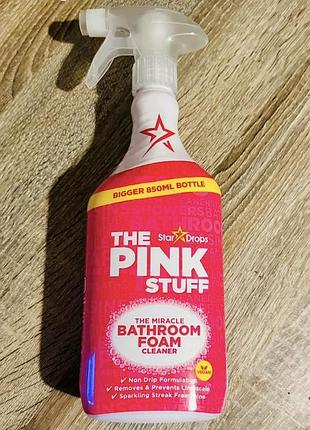 BIGGER 850ML BOTTLE
Star Drops
THE
PINK
STUFF
THE MIRACLE
BATHROOM
FOAM
CLEANER
VEGAN
✓ Non Drip Formulation
✓ Removes & Prevents Limescale
✓ Sparkling Streak Free